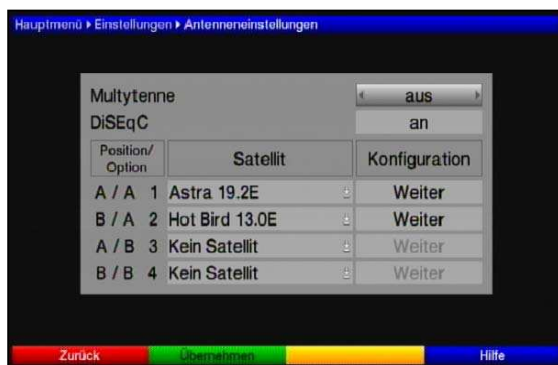 Hauptmenü ▸ Einstellungen ▸ Antenneneinstellungen
Multytenne aus
DiSEqC an
Position/ Option Satellit Konfiguration
A / A 1 Astra 19.2E Weiter
B / A 2 Hot Bird 13.0E Weiter
A / B 3 Kein Satellit Weiter
B / B 4 Kein Satellit Weiter
Zurück Übernehmen Hilfe